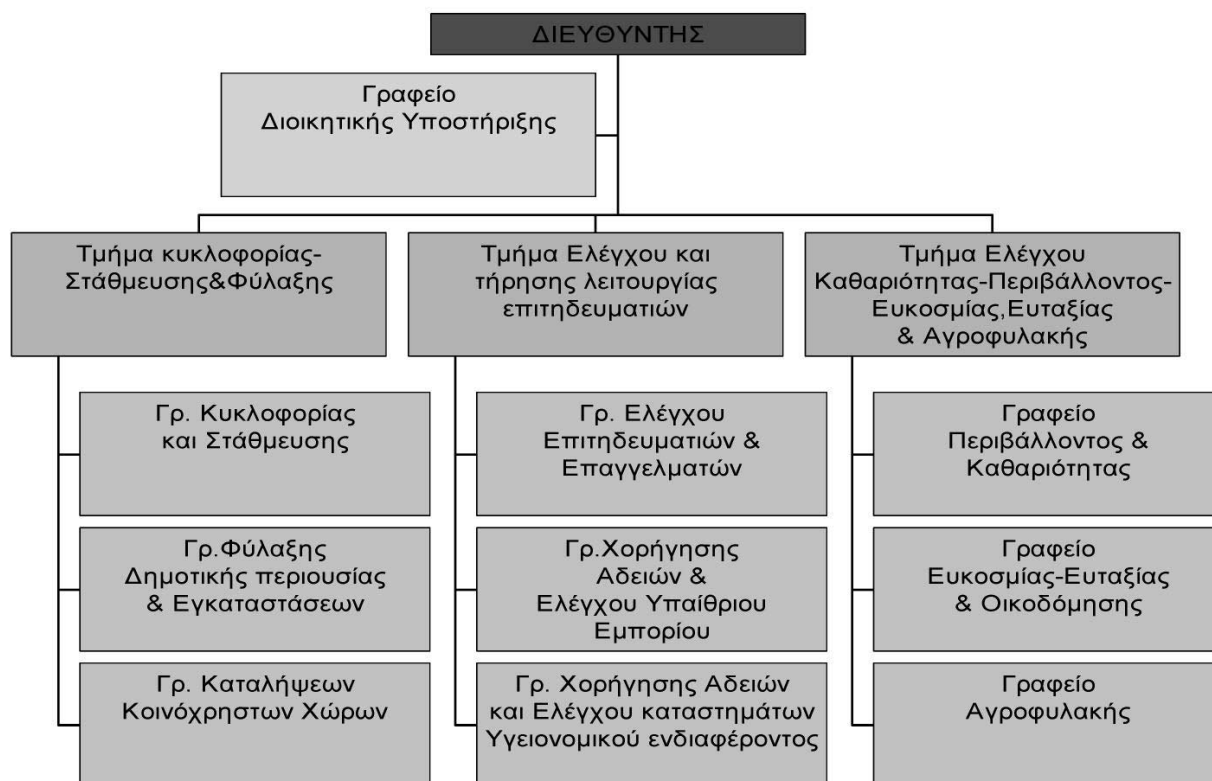 ΔΙΕΥΘΥΝΤΗΣ
Γραφείο
Διοικητικής Υποστήριξης
Τμήμα κυκλοφορίας-
Στάθμευσης&Φύλαξης
Τμήμα Ελέγχου και
τήρησης λειτουργίας
επιτηδευματιών
Τμήμα Ελέγχου
Καθαριότητας-Περιβάλλοντος-
Ευκοσμίας,Ευταξίας
& Αγροφυλακής
Γρ. Κυκλοφορίας
και Στάθμευσης
Γρ.Φύλαξης
Δημοτικής περιουσίας
& Εγκαταστάσεων
Γρ. Καταλήψεων
Κοινόχρηστων Χώρων
Γρ. Ελέγχου
Επιτηδευματιών &
Επαγγελματών
Γρ.Χορήγησης
Αδειών &
Ελέγχου Υπαίθριου
Εμπορίου
Γρ. Χορήγησης Αδειών
και Ελέγχου καταστημάτων
Υγειονομικού ενδιαφέροντος
Γραφείο
Περιβάλλοντος &
Καθαριότητας
Γραφείο
Ευκοσμίας-Ευταξίας
& Οικοδόμησης
Γραφείο
Αγροφυλακής